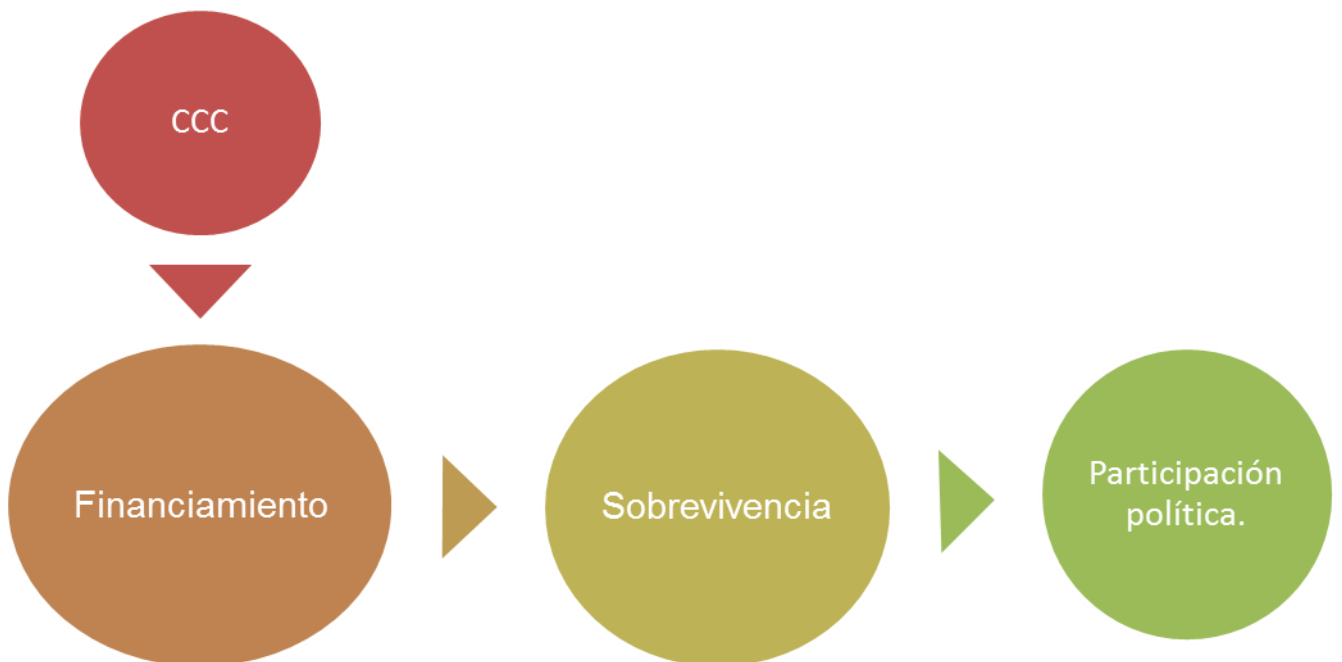 CCC
Financiamiento
Sobrevivencia
Participación
política.